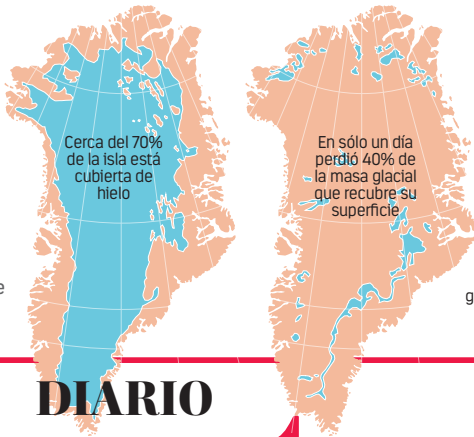 Cerca del 70%
de la isla está
cubierta de
hielo
En sólo un día
perdió 40% de
la masa glacial
que recubre su
superficie
e
g
DIARIO